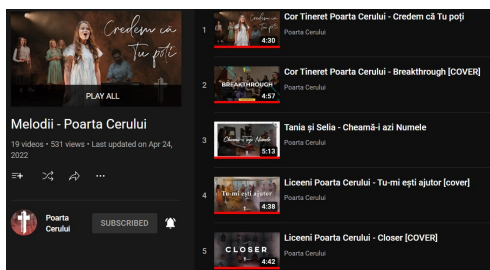 Credem că
Tu poți
PLAY ALL
Melodii - Poarta Cerului
19 videos • 531 views • Last updated on Apr 24,
2022
Poarta
Cerului
SUBSCRIBED
1
Credem că
4:30
Cor Tineret Poarta Cerului - Credem că Tu poți
Poarta Cerului
2
BREAKTHROUGH
4:57
Cor Tineret Poarta Cerului - Breakthrough [COVER]
Poarta Cerului
3
Cheamă-i azi Numele
5:13
Tania și Selia - Cheamă-i azi Numele
Poarta Cerului
4
Tu-mi ești ajutor
4:38
Liceeni Poarta Cerului - Tu-mi ești ajutor [cover]
Poarta Cerului
5
CLOSER
4:42
Liceeni Poarta Cerului - Closer [COVER]
Poarta Cerului